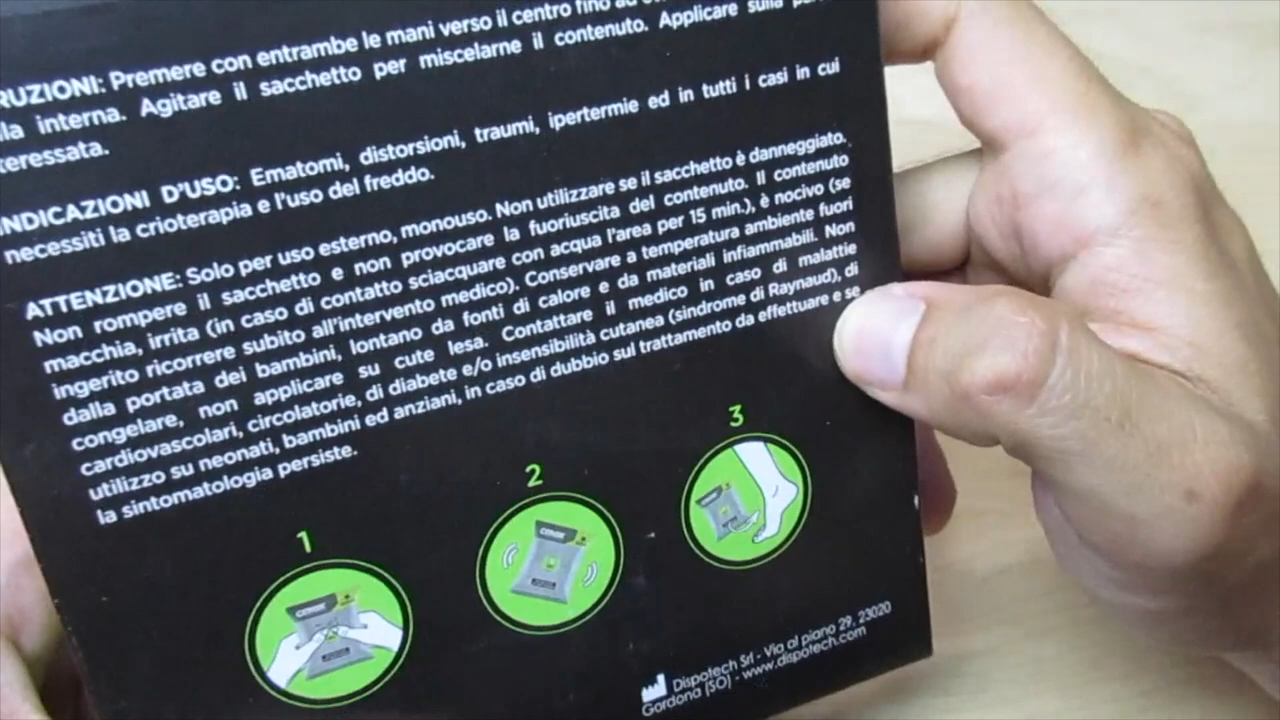 RUZIONI: Premere con entrambe le mani verso il centro fino ad
la interna. Agitare il sacchetto per miscelarne il contenuto. Applicare sulla
teressata.
INDICAZIONI D'USO: Ematomi, distorsioni, traumi, ipertermie ed in tutti i casi in cui
necessiti la crioterapia e l'uso del freddo.
ATTENZIONE: Solo per uso esterno, monouso. Non utilizzare se il sacchetto è danneggiato.
Non rompere il sacchetto e non provocare la fuoriuscita del contenuto. Il contenuto
macchia, irrita (in caso di contatto sciacquare con acqua l'area per 15 min.), è nocivo (se
ingerito ricorrere subito all'intervento medico). Conservare a temperatura ambiente fuori
dalla portata dei bambini, lontano da fonti di calore e da materiali infiammabili. Non
congelare, non applicare su cute lesa. Contattare il medico in caso di malattie
cardiovascolari, circolatorie, di diabete e/o insensibilità cutanea (sindrome di Raynaud), di
utilizzo su neonati, bambini ed anziani, in caso di dubbio sul trattamento da effettuare e se
la sintomatologia persiste.
1
2
3
Dispotech Srl - Via al piano 29, 23020
Gordona (SO) - www.dispotech.com